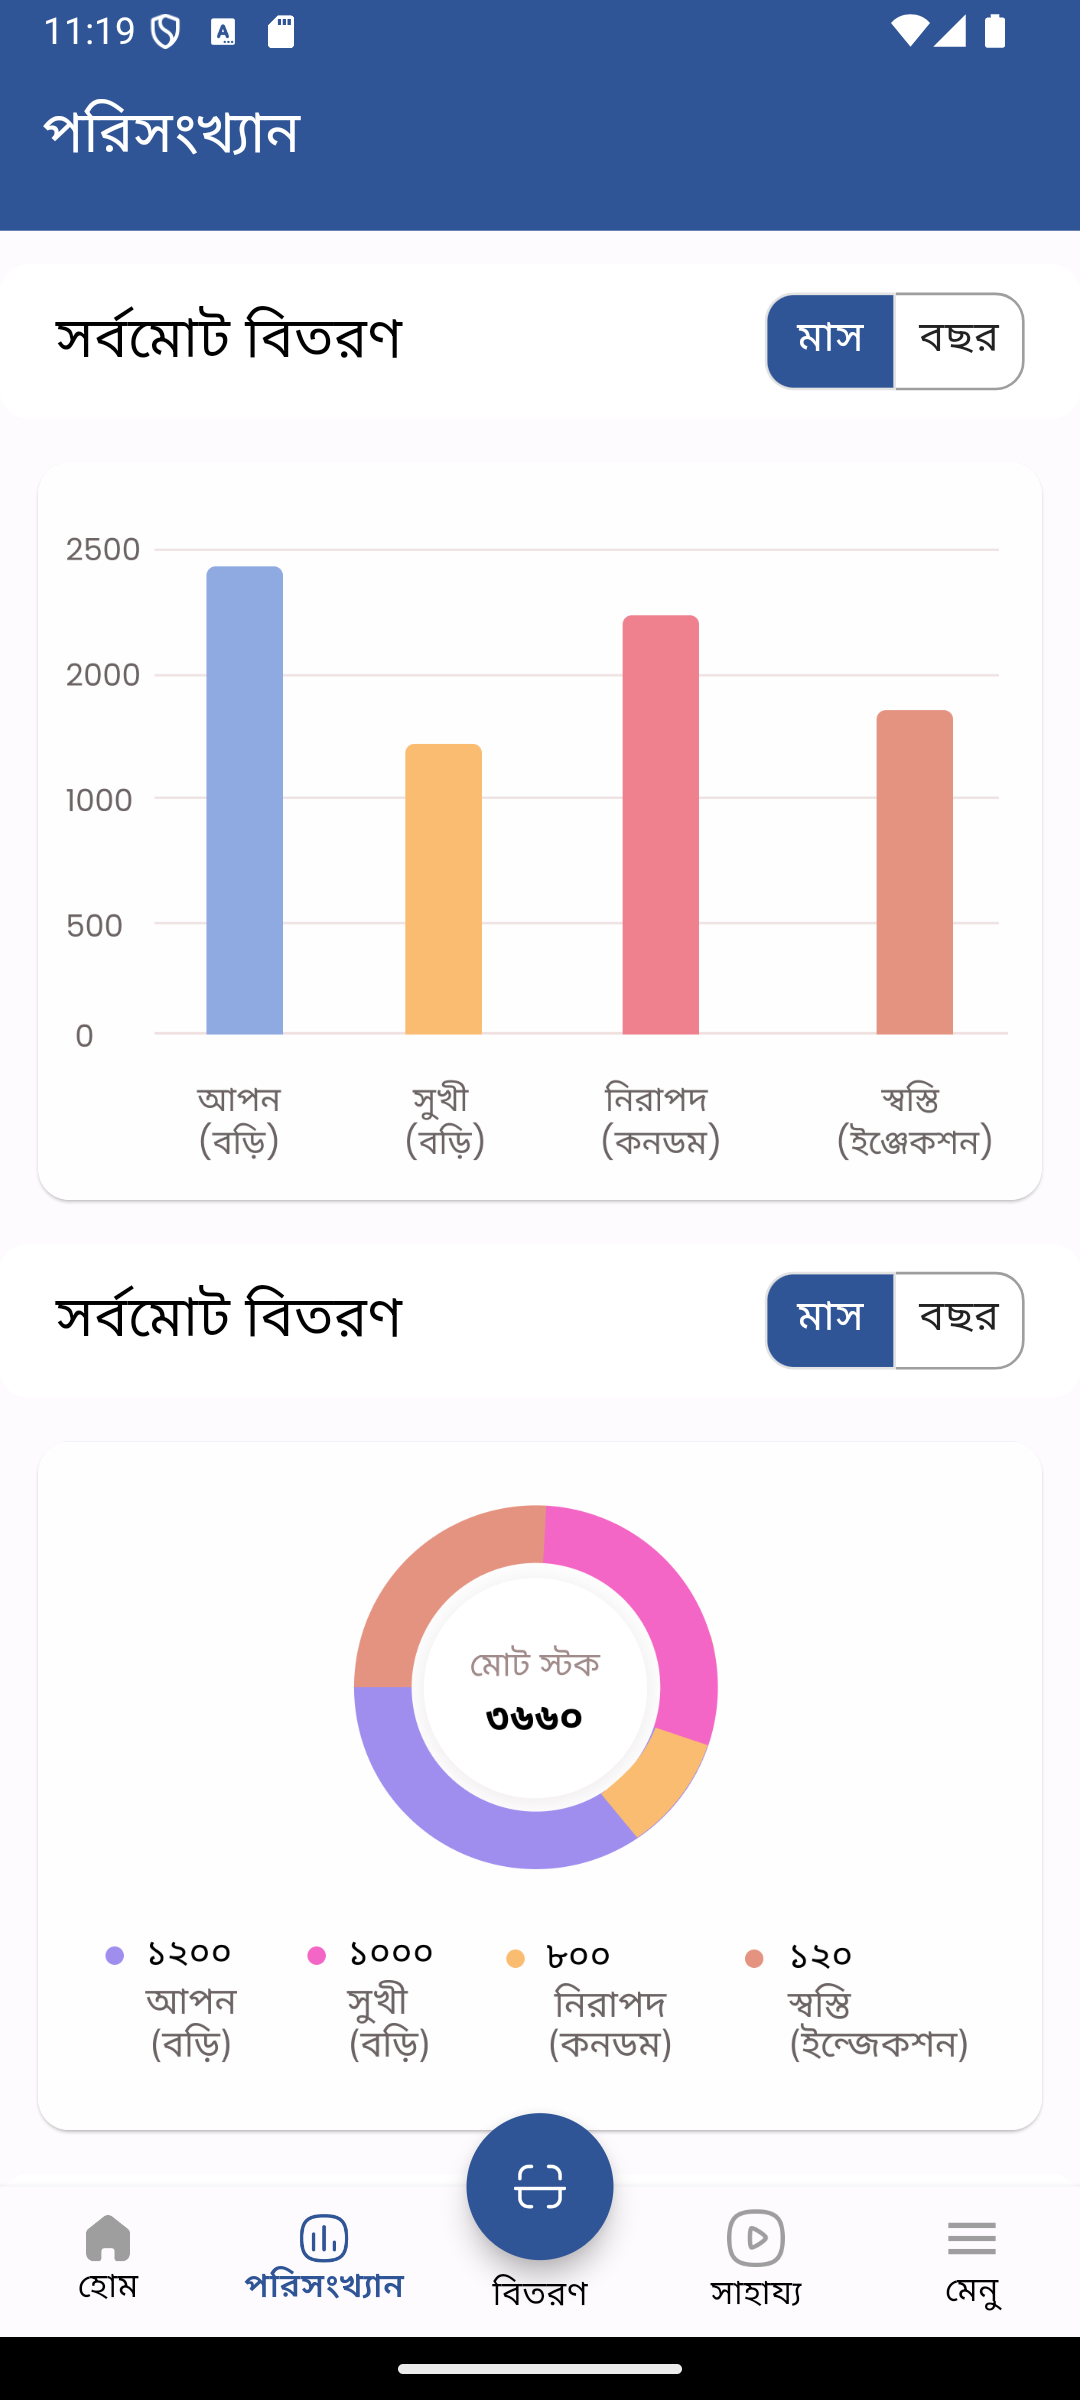 11:19
পরিসংখ্যান
সর্বমোট বিতরণ
মাস বছর
2500
2000
1000
500
0
আপন
(বড়ি)
সুখী
(বড়ি)
নিরাপদ
(কনডম)
স্বস্তি
(ইঞ্জেকশন)
সর্বমোট বিতরণ
মাস বছর
মোট স্টক
৩৬৬০
১২০০
আপন
(বড়ি)
১০০০
সুখী
(বড়ি)
৮০০
নিরাপদ
(কনডম)
১২০
স্বস্তি
(ইন্জেকশন)
হোম
পরিসংখ্যান
বিতরণ
সাহায্য
মেনু